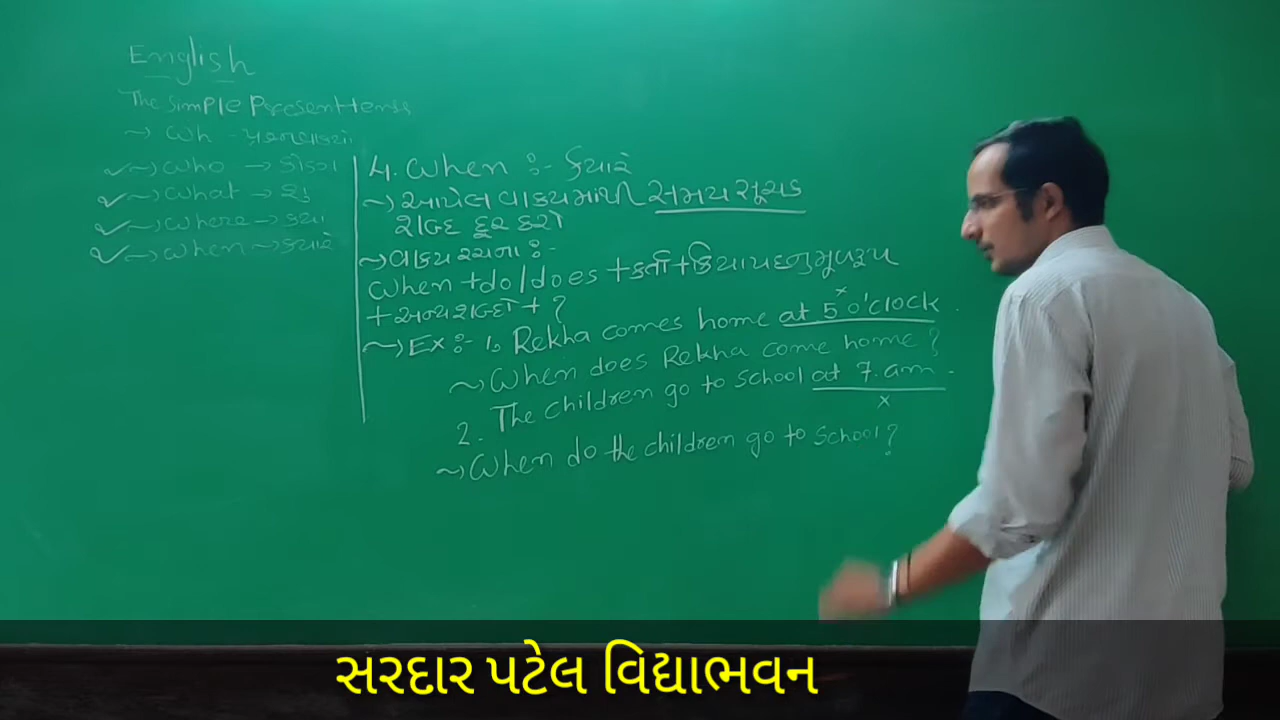 English
The simple Present tens
~) Wh - પ્રશ્નવાક્યો
✓~) Who → કોણ
✓~) What → શું
✓~) Where → ક્યાં
✓~) When → ક્યારે
4. When :- ક્યારે
~) આપેલ વાક્યમાંથી સમય સૂચક
શબ્દ દૂર કરો
~) વાક્ય રચના :-
When + do/does + કર્તા + ક્રિયાપદનું મૂળરૂપ
+ અન્ય શબ્દો + ?
~) Ex :- 1. Rekha comes home at 5 o'clock.
~) When does Rekha come home?
2. The children go to school at 7. am.
~) When do the children go to school?
સરદાર પટેલ વિદ્યાભવન